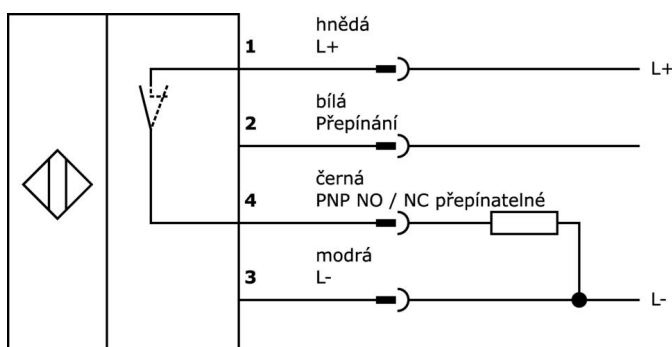 hnědá
1 L+
L+
bílá
2 Přepínání
černá
4 PNP NO / NC přepínatelné
modrá
3 L-
L-